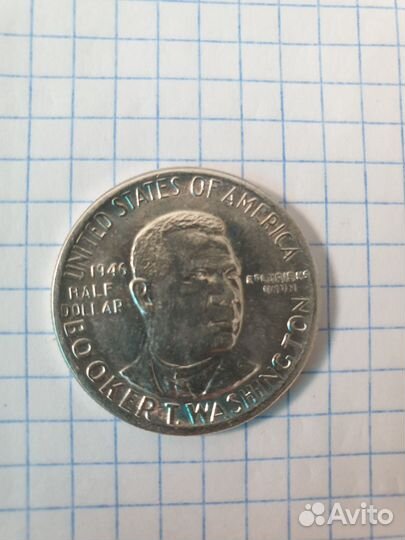 UNITED STATES OF AMERICA
1946
HALF
DOLLAR
E PLURIBUS
UNUM
BOOKER T. WASHINGTON
Avito